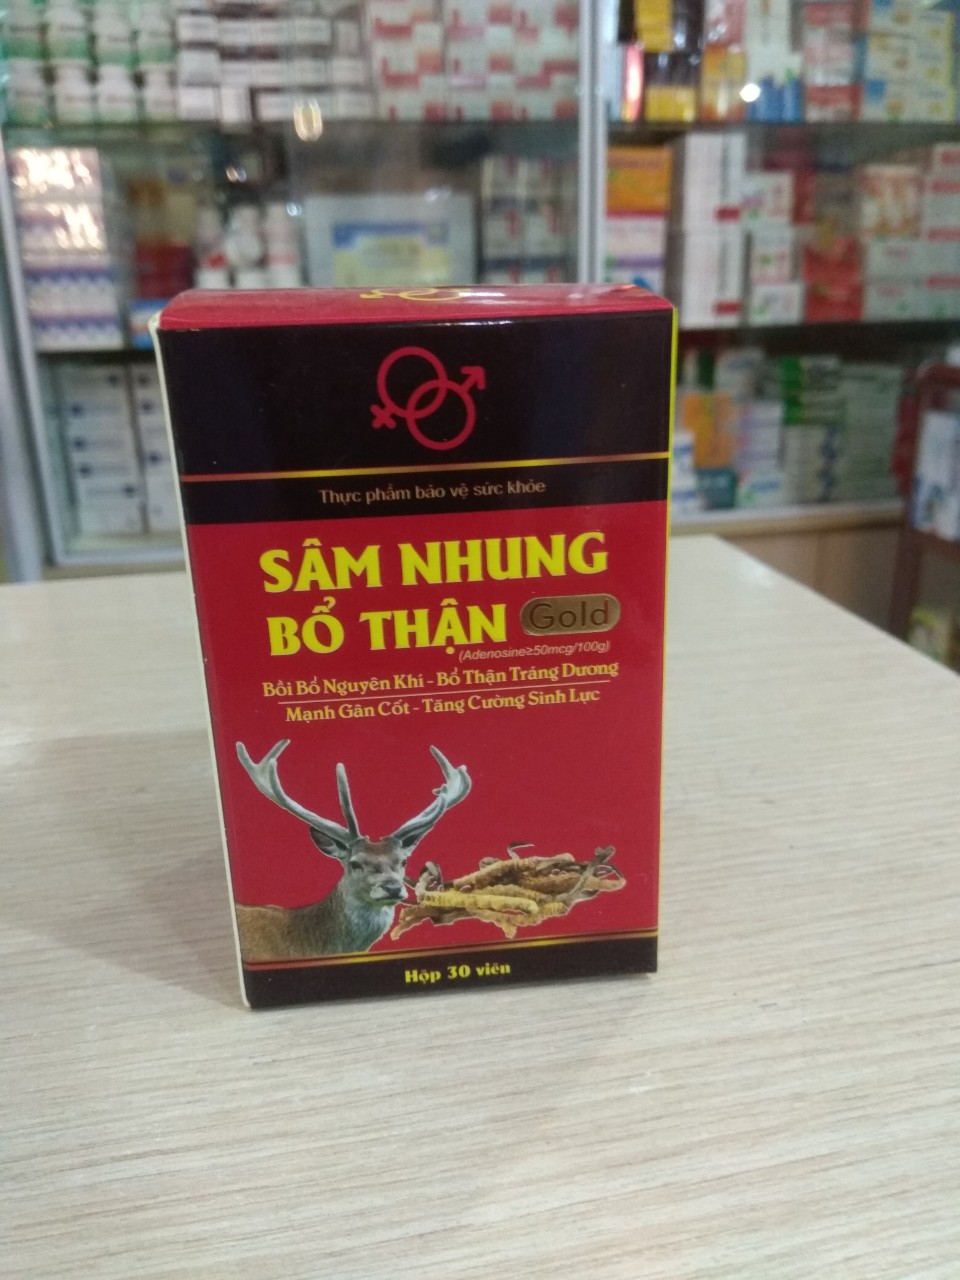 Thực phẩm bảo vệ sức khỏe
SÂM NHUNG
BỔ THẬN Gold
(Adenosine≥50mcg/100g)
Bồi Bổ Nguyên Khí - Bổ Thận Tráng Dương
Mạnh Gân Cốt - Tăng Cường Sinh Lực
Hộp 30 viên